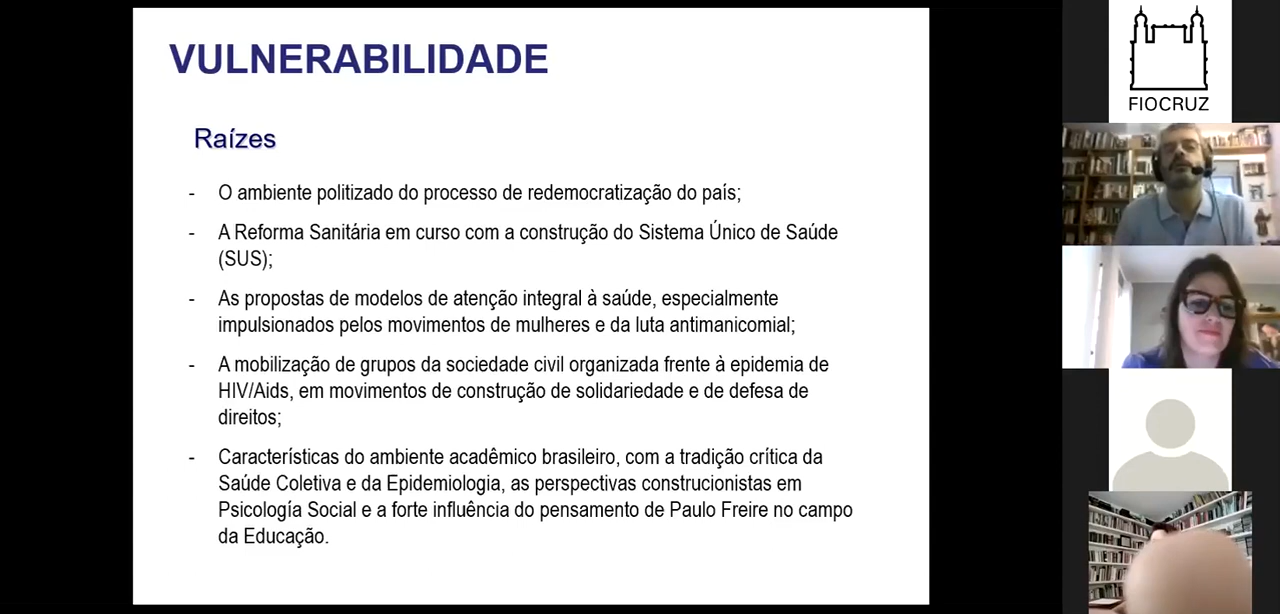 VULNERABILIDADE
Raízes
- O ambiente politizado do processo de redemocratização do país;
- A Reforma Sanitária em curso com a construção do Sistema Único de Saúde
(SUS);
- As propostas de modelos de atenção integral à saúde, especialmente
impulsionados pelos movimentos de mulheres e da luta antimanicomial;
- A mobilização de grupos da sociedade civil organizada frente à epidemia de
HIV/Aids, em movimentos de construção de solidariedade e de defesa de
direitos;
- Características do ambiente acadêmico brasileiro, com a tradição crítica da
Saúde Coletiva e da Epidemiologia, as perspectivas construcionistas em
Psicologia Social e a forte influência do pensamento de Paulo Freire no campo
da Educação.
FIOCRUZ